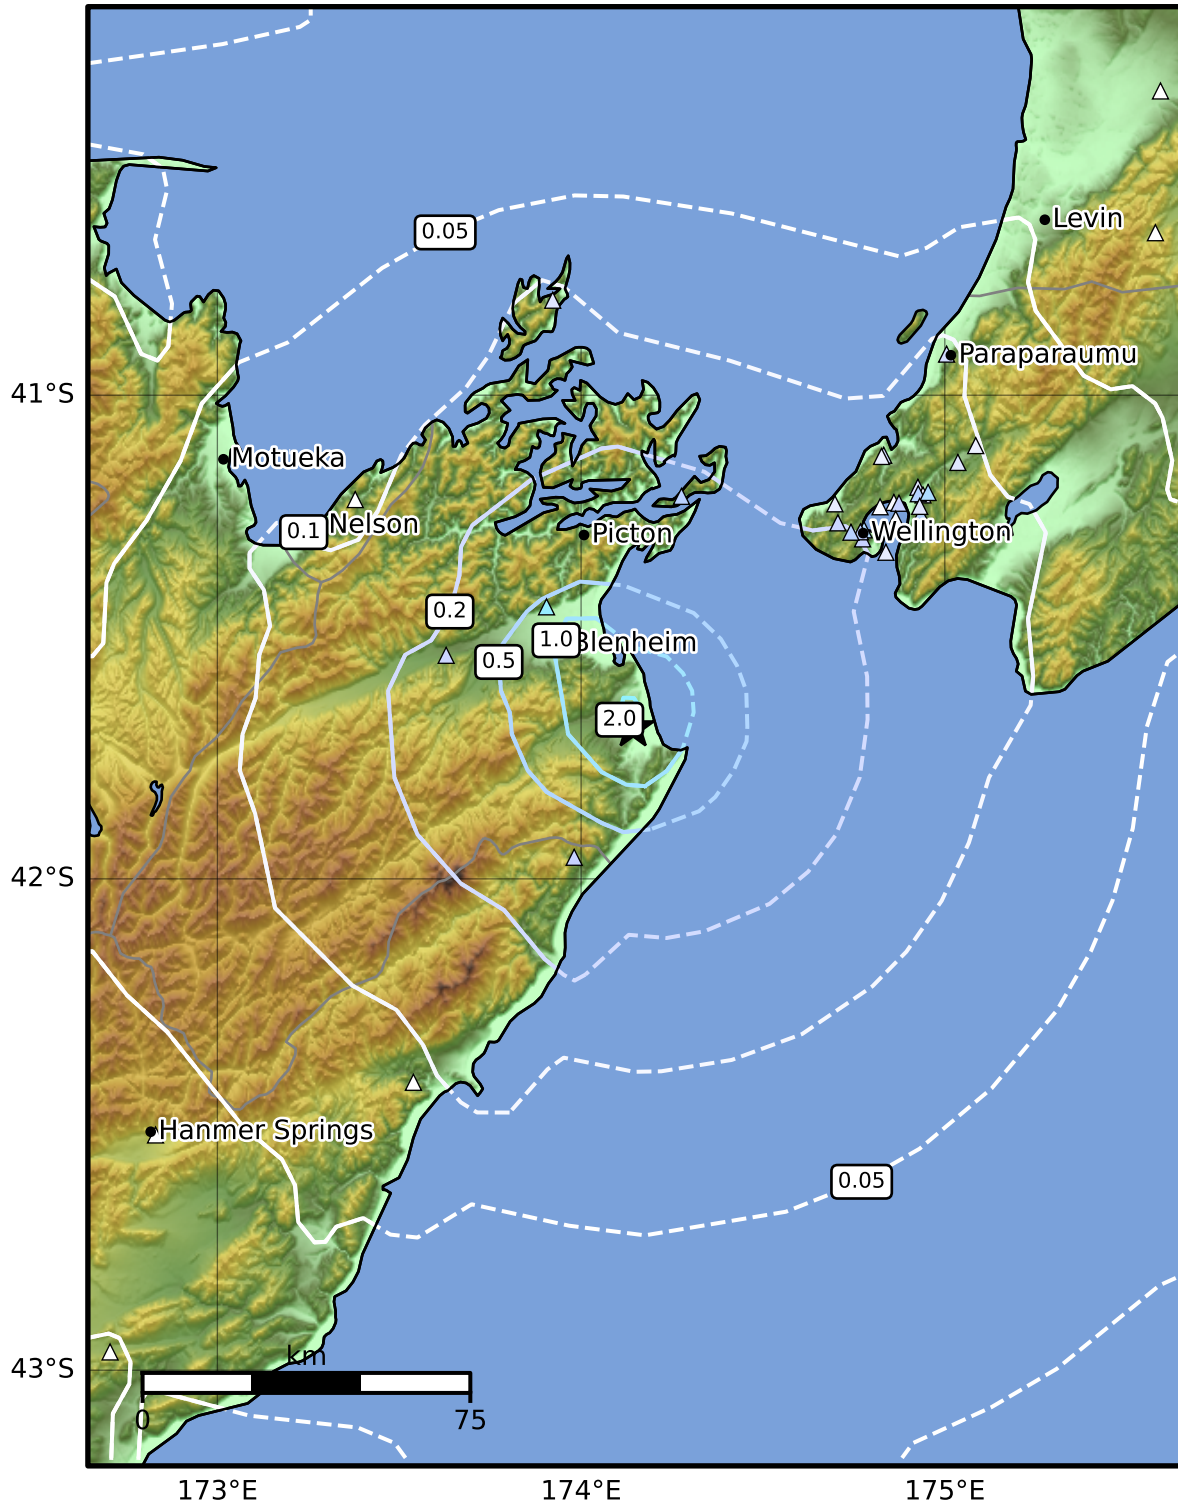 0.05
Levin
Paraparaumu
41°S
Motueka
0.1
Nelson
Picton
Wellington
0.2
1.0
Blenheim
0.5
2.0
42°S
Hanmer Springs
0.05
43°S
km
0
75
173°E
174°E
175°E